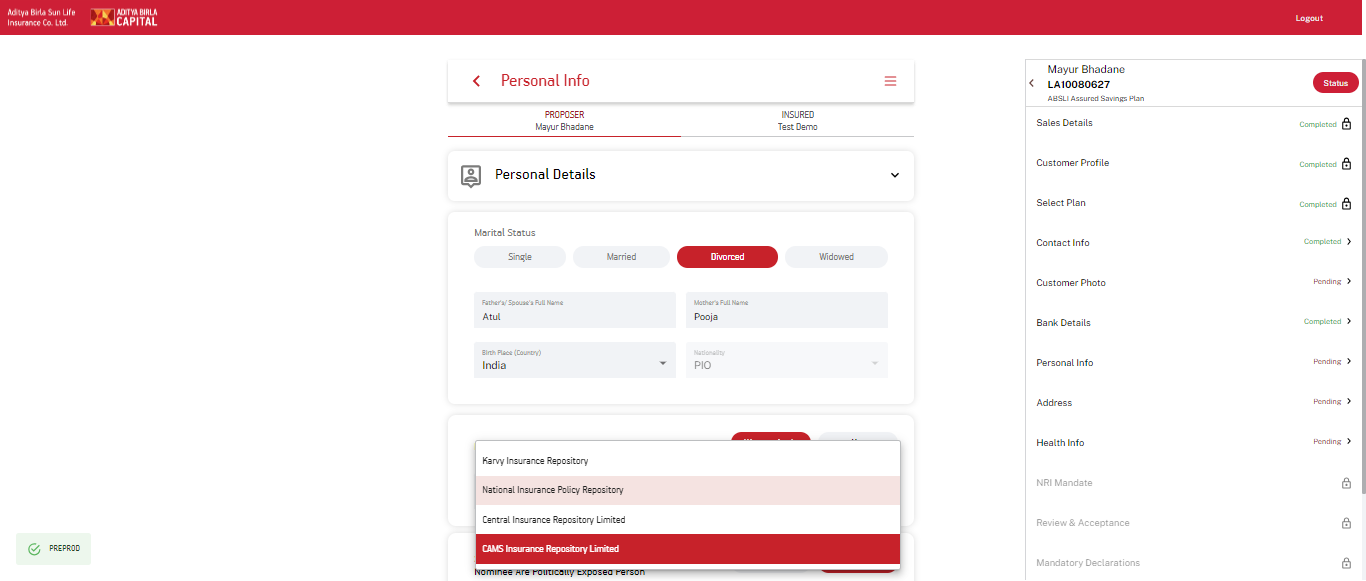 Aditya Birla Sun Life
Insurance Co. Ltd.
ADITYA BIRLA
CAPITAL
Logout
Personal Info
PROPOSER
Mayur Bhadane
INSURED
Test Demo
Personal Details
Marital Status
Single
Married
Divorced
Widowed
Father's/ Spouse's Full Name
Atul
Mother's Full Name
Pooja
Birth Place (Country)
India
Nationality
PIO
Karvy Insurance Repository
National Insurance Policy Repository
Central Insurance Repository Limited
CAMS Insurance Repository Limited
Nominee Are Politically Exposed Person
PREPROD
Mayur Bhadane
LA10080627
ABSLI Assured Savings Plan
Status
Sales Details Completed
Customer Profile Completed
Select Plan Completed
Contact Info Completed
Customer Photo Pending
Bank Details Completed
Personal Info Pending
Address Pending
Health Info Pending
NRI Mandate
Review & Acceptance
Mandatory Declarations